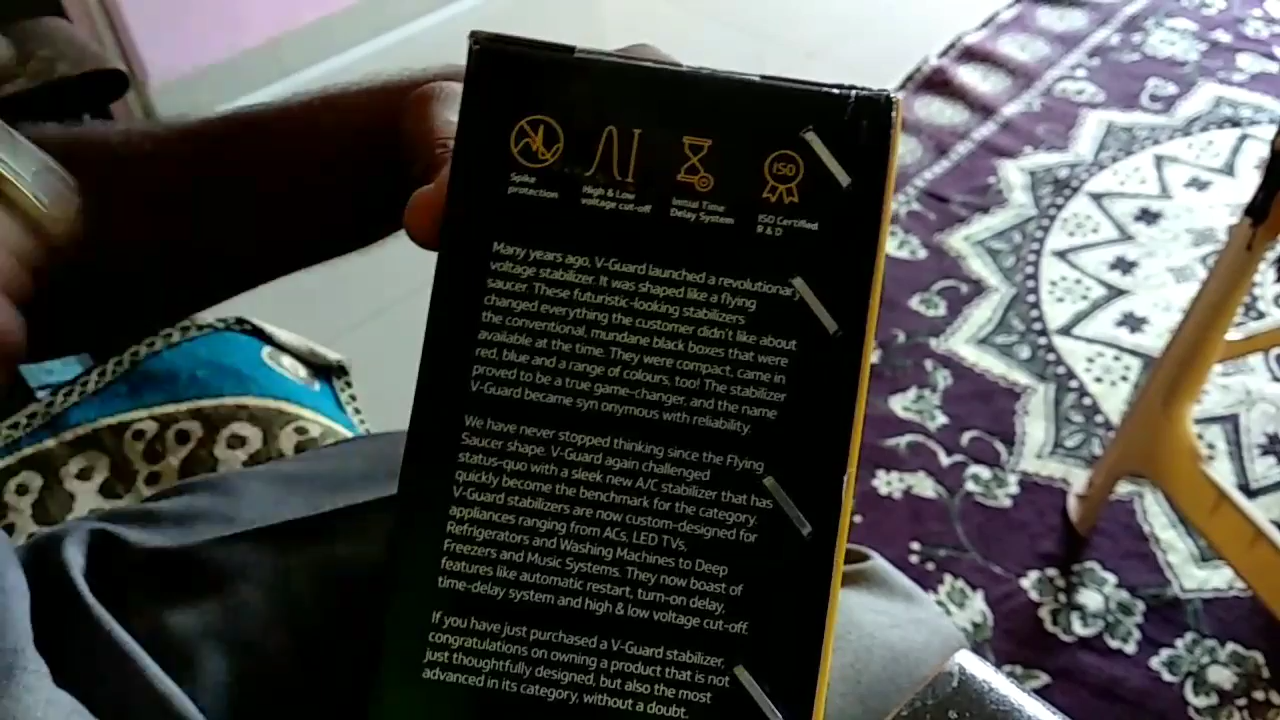 Spike
protection
High & Low
voltage cut-off
Initial Time
Delay System
ISO
ISO Certified
R & D
Many years ago, V-Guard launched a revolutionary
voltage stabilizer. It was shaped like a flying
saucer. These futuristic-looking stabilizers
changed everything the customer didn't like about
the conventional, mundane black boxes that were
available at the time. They were compact, came in
red, blue and a range of colours, too! The stabilizer
proved to be a true game-changer, and the name
V-Guard became syn onymous with reliability.
We have never stopped thinking since the Flying
Saucer shape. V-Guard again challenged
status-quo with a sleek new A/C stabilizer that has
quickly become the benchmark for the category.
V-Guard stabilizers are now custom-designed for
appliances ranging from ACs, LED TVs,
Refrigerators and Washing Machines to Deep
Freezers and Music Systems. They now boast of
features like automatic restart, turn-on delay,
time-delay system and high & low voltage cut-off.
If you have just purchased a V-Guard stabilizer,
congratulations on owning a product that is not
just thoughtfully designed, but also the most
advanced in its category, without a doubt.